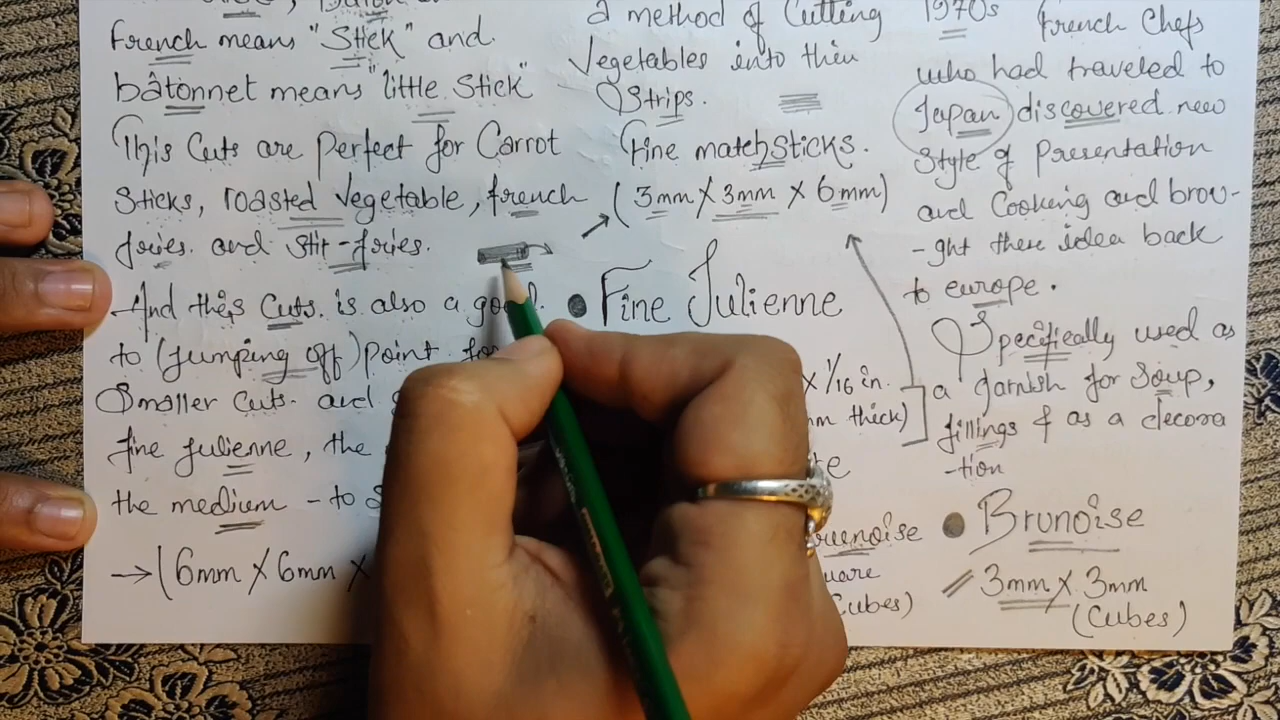 French means "Stick" and
bâtonnet means "little Stick"
This Cuts are perfect for Carrot
Sticks, roasted vegetable, french
fries. and stir-fries.
And this Cuts. is also a good.
to (Jumping off) point for
Smaller Cuts. and
fine julienne, the
the medium - to
→ (6mm X 6mm X
a method of Cutting
Vegetables into thin
Strips.
Fine matchsticks.
(3mm X 3mm X 6mm)
• Fine Julienne
X 1/16 in.
thick)
Cubes)
1970s French Chefs
who had traveled to
Japan discovered new
Style of Presentation
and Cooking and brou-
-ght there idea back
to europe.
Specifically used as
a garnish for Soup,
fillings & as a decora
-tion
• Brunoise
3mm X 3mm
(Cubes)